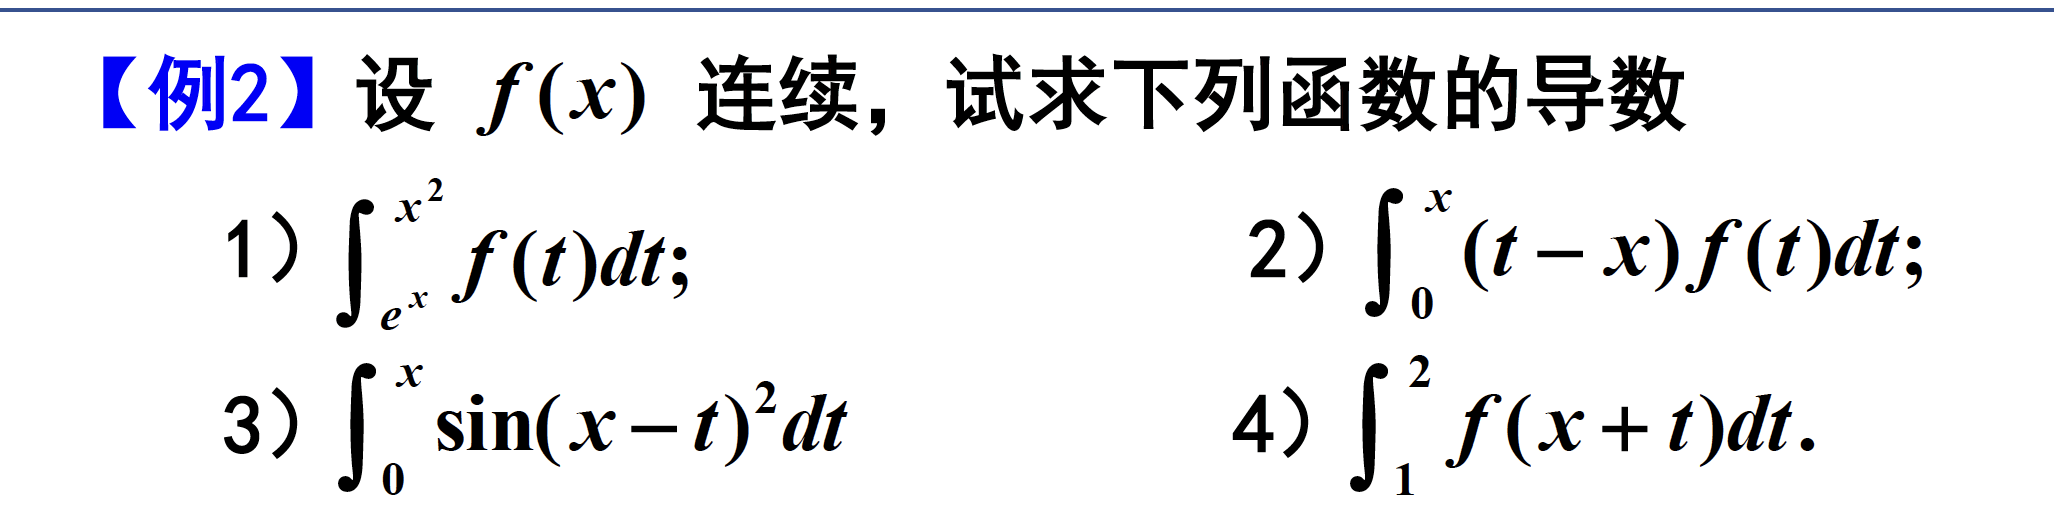 【例2】设 f(x) 连续，试求下列函数的导数
1）∫_{e^x}^{x^2} f(t)dt; 2）∫_0^x (t − x)f(t)dt;
3）∫_0^x sin(x − t)^2 dt 4）∫_1^2 f(x + t)dt.